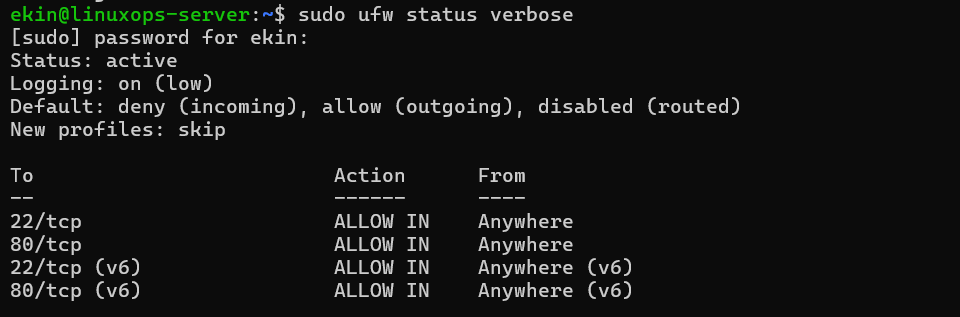 ekin@linuxops-server:~$ sudo ufw status verbose
[sudo] password for ekin:
Status: active
Logging: on (low)
Default: deny (incoming), allow (outgoing), disabled (routed)
New profiles: skip

To                         Action      From
--                         ------      ----
22/tcp                     ALLOW IN    Anywhere
80/tcp                     ALLOW IN    Anywhere
22/tcp (v6)                ALLOW IN    Anywhere (v6)
80/tcp (v6)                ALLOW IN    Anywhere (v6)